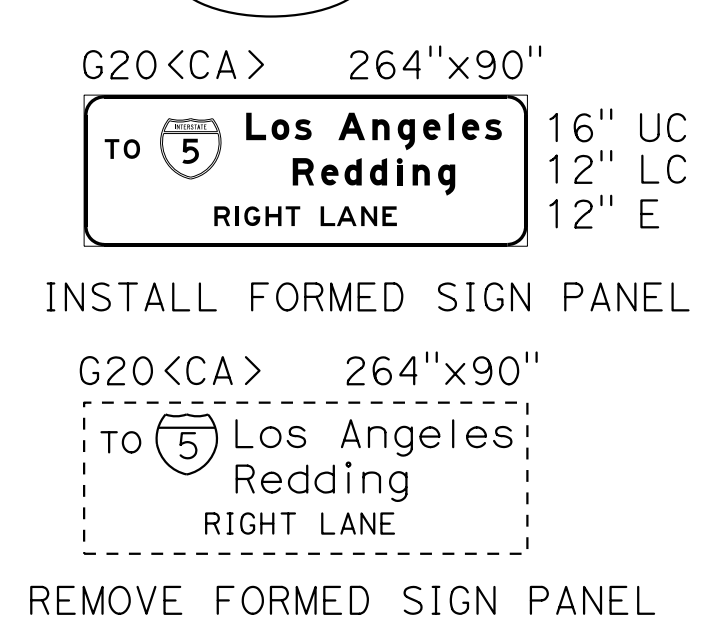 G20<CA> 264"x90"
INTERSTATE
TO 5 Los Angeles 16" UC
Redding 12" LC
RIGHT LANE 12" E
INSTALL FORMED SIGN PANEL
G20<CA> 264"x90"
TO 5 Los Angeles
Redding
RIGHT LANE
REMOVE FORMED SIGN PANEL